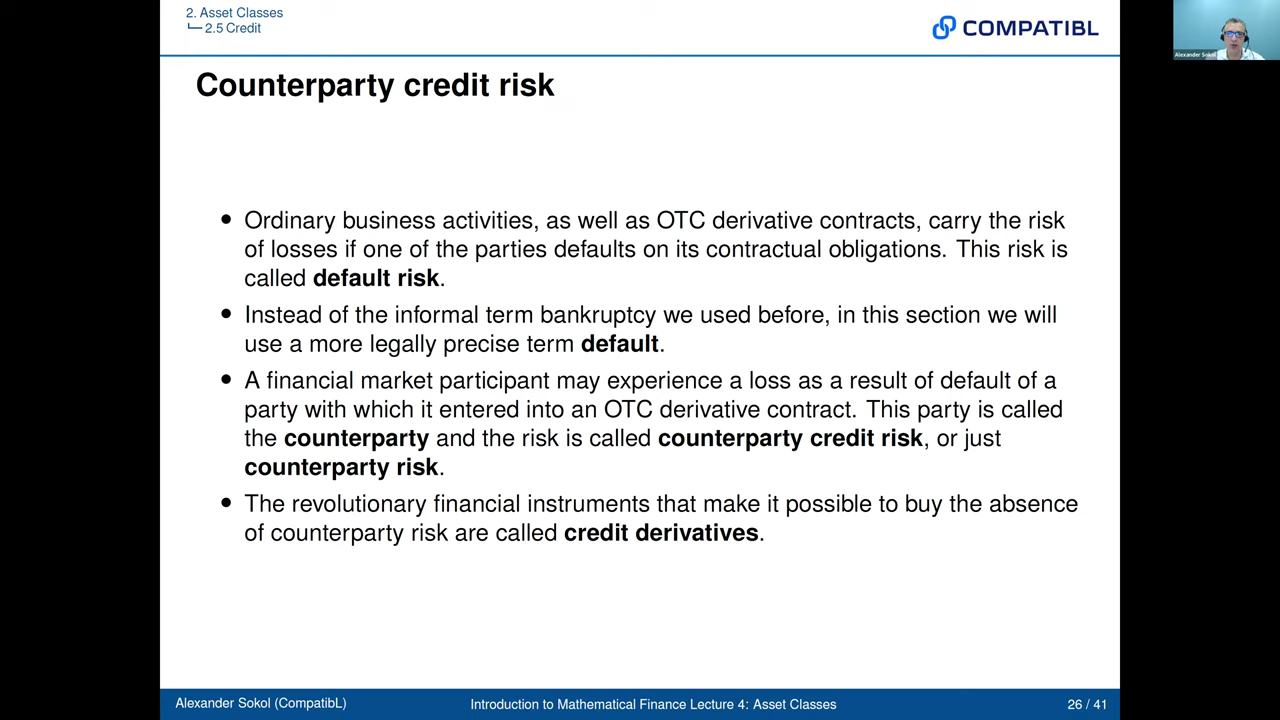 2. Asset Classes
2.5 Credit
COMPATIBL
Alexander Sokol
Counterparty credit risk
• Ordinary business activities, as well as OTC derivative contracts, carry the risk
of losses if one of the parties defaults on its contractual obligations. This risk is
called default risk.
• Instead of the informal term bankruptcy we used before, in this section we will
use a more legally precise term default.
• A financial market participant may experience a loss as a result of default of a
party with which it entered into an OTC derivative contract. This party is called
the counterparty and the risk is called counterparty credit risk, or just
counterparty risk.
• The revolutionary financial instruments that make it possible to buy the absence
of counterparty risk are called credit derivatives.
Alexander Sokol (CompatibL)
Introduction to Mathematical Finance Lecture 4: Asset Classes
26 / 41